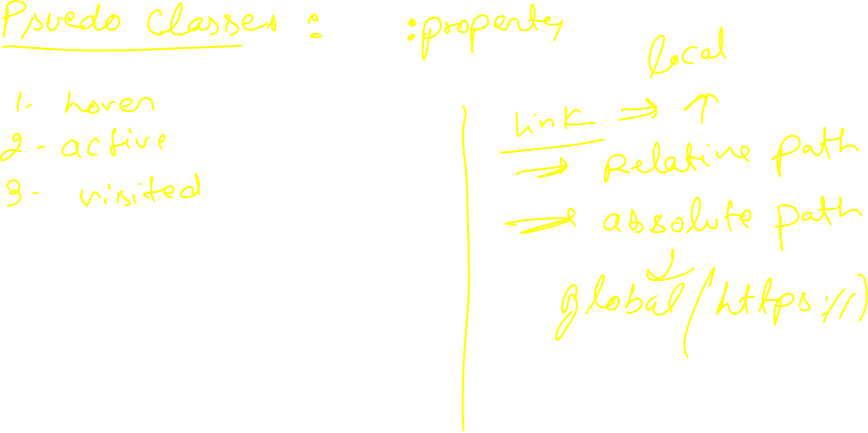 Psuedo Classes : :property
1- hover
2- active
3- visited
local
link ⇒ ↑
→ Relative path
→ absolute path
↓
global (https://)